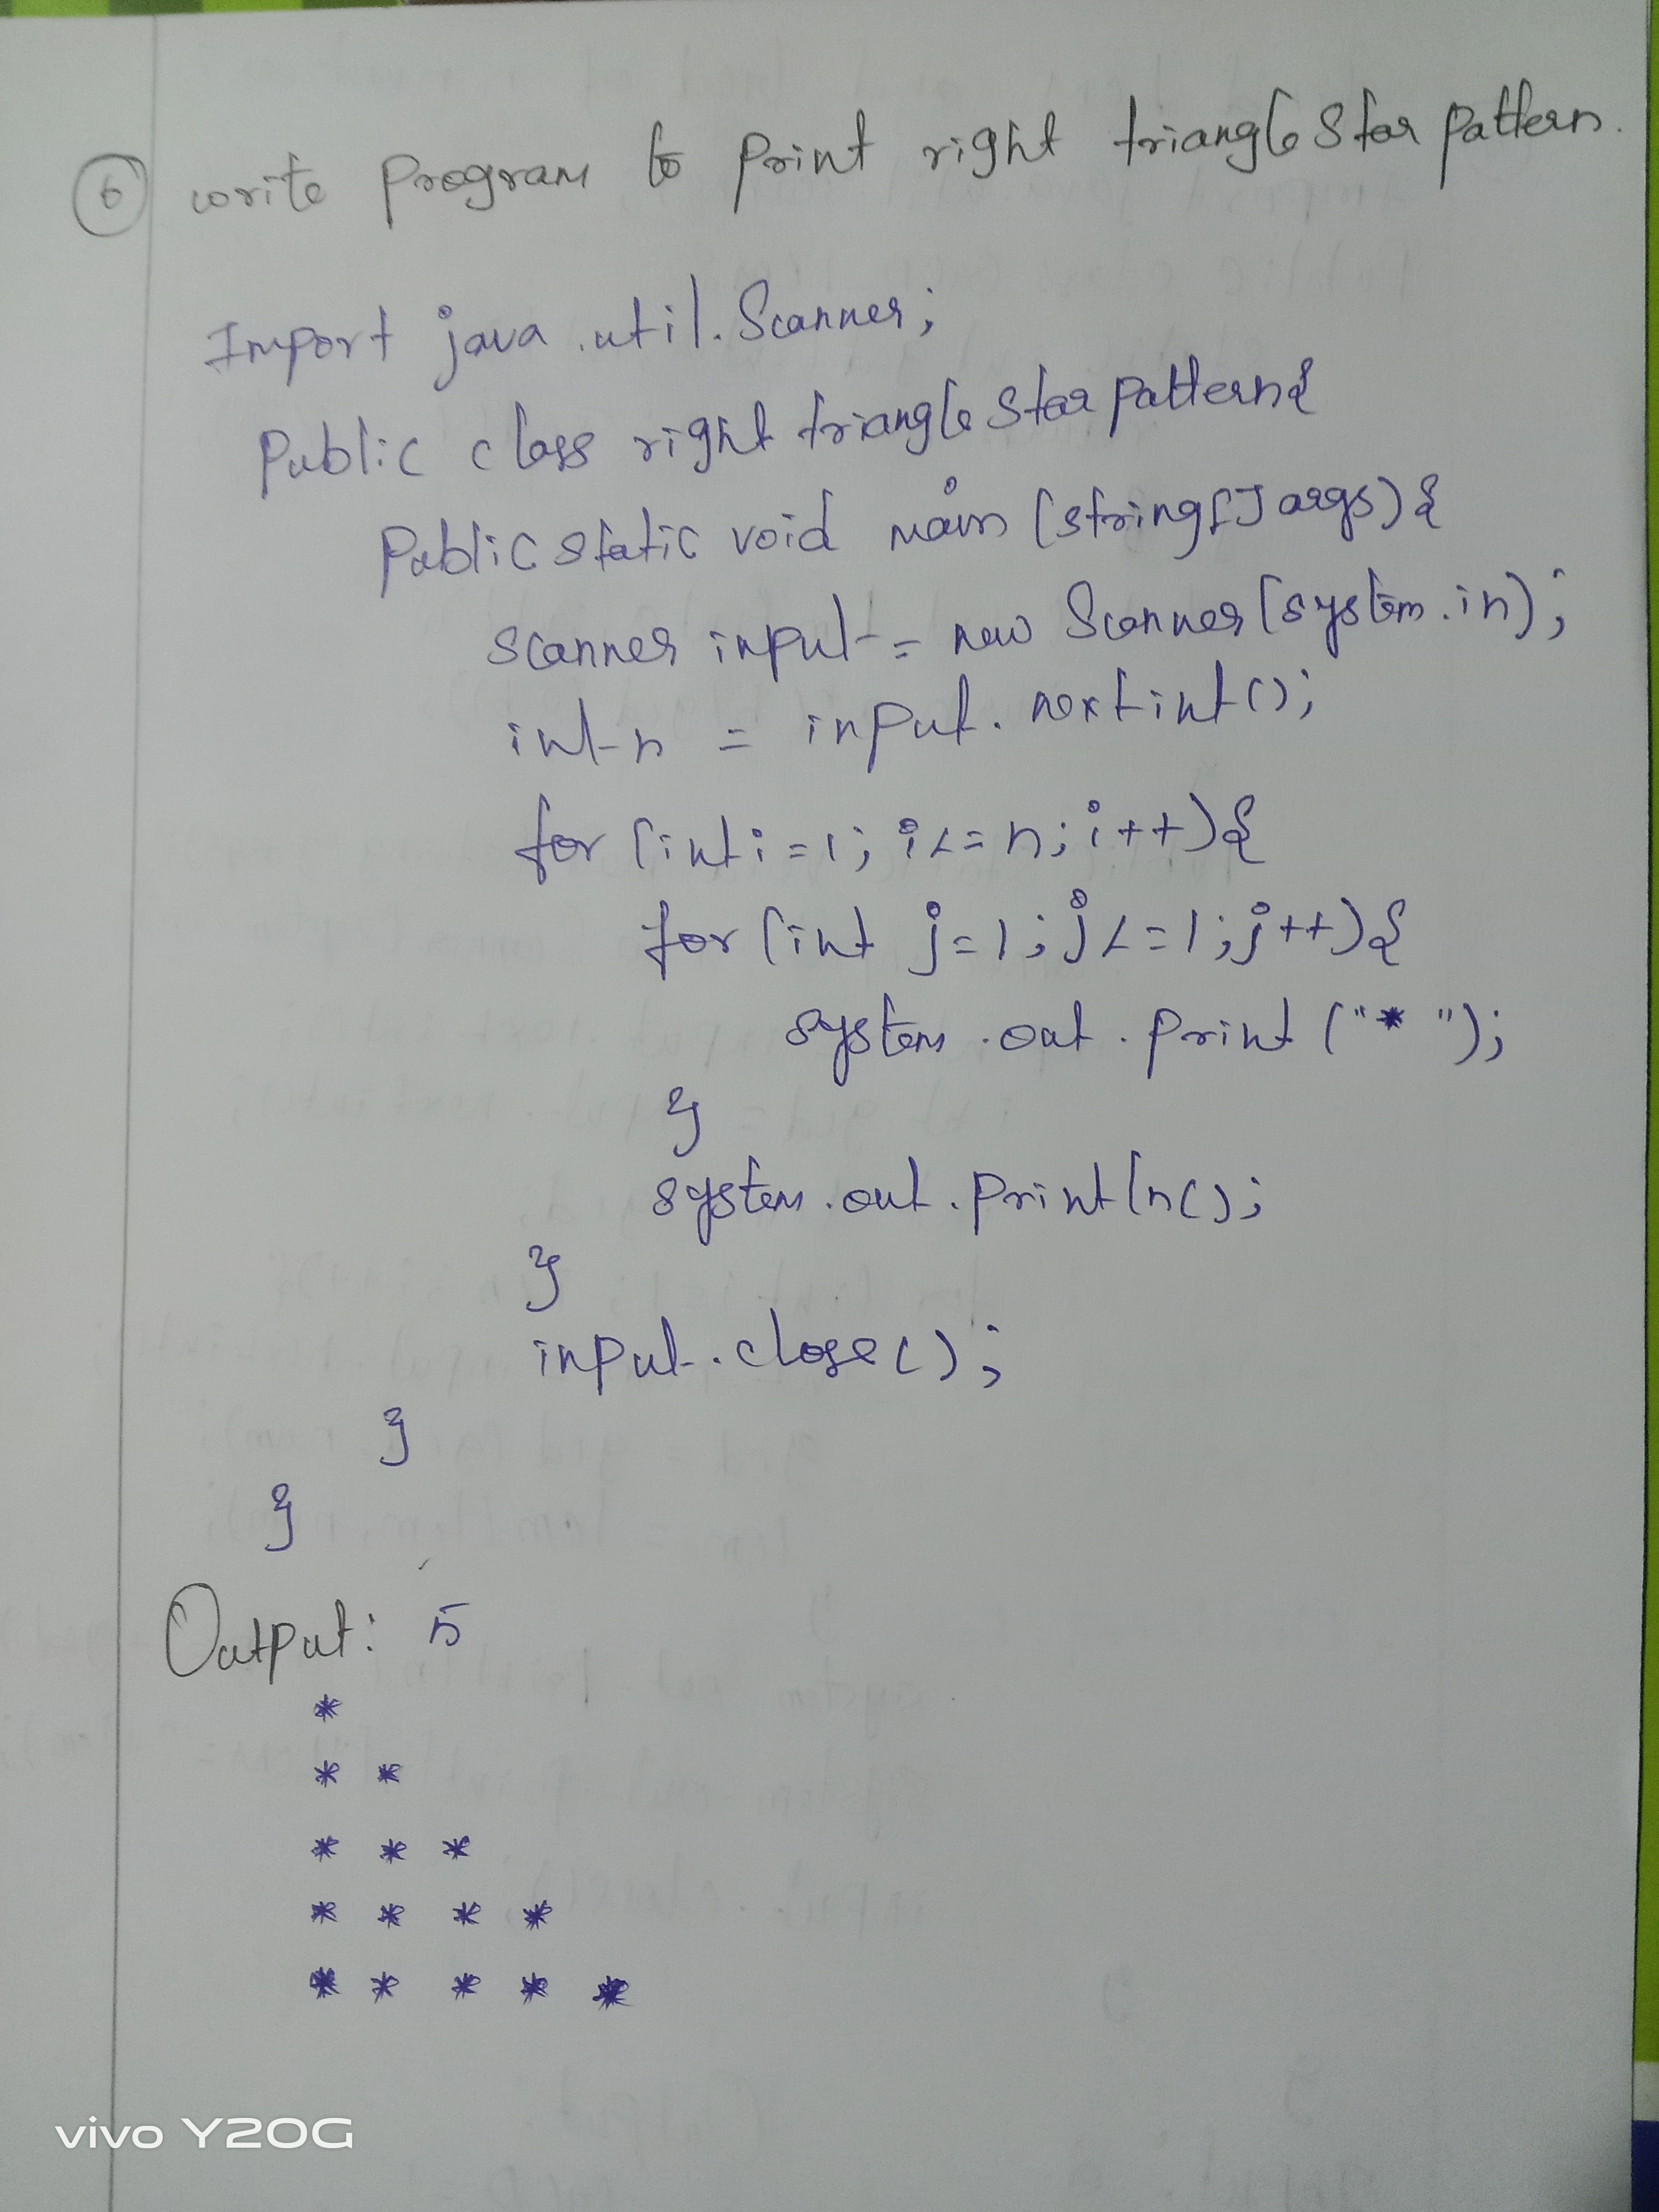 6 write program to print right triangle star pattern.
Import java.util.Scanner;
Public class right triangle star pattern{
Public static void main (string[] args) {
scanner input = new Scanner(system.in);
int n = input.nextint();
for (int i=1; i<=n; i++){
for (int j=1; j<=1; j++){
system.out.print ("* ");
}
system.out.println();
}
input.close();
}
}
Output: 5
*
* *
* * *
* * * *
* * * * *
vivo Y20G